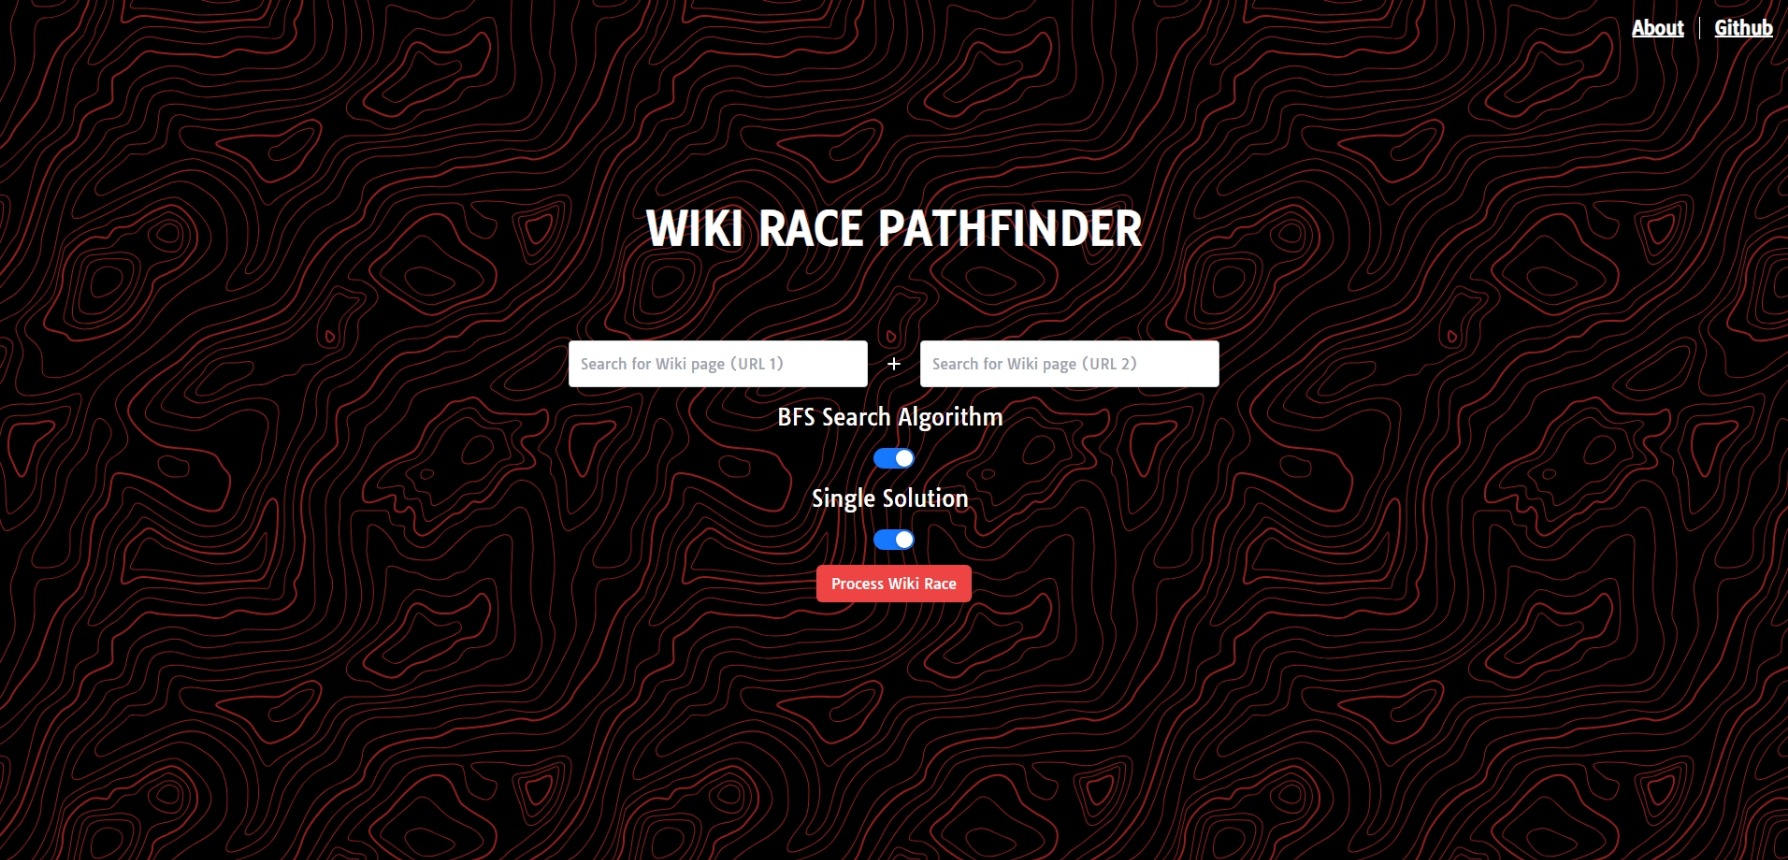 About | Github
WIKI RACE PATHFINDER
Search for Wiki page (URL 1) + Search for Wiki page (URL 2)
BFS Search Algorithm
Single Solution
Process Wiki Race